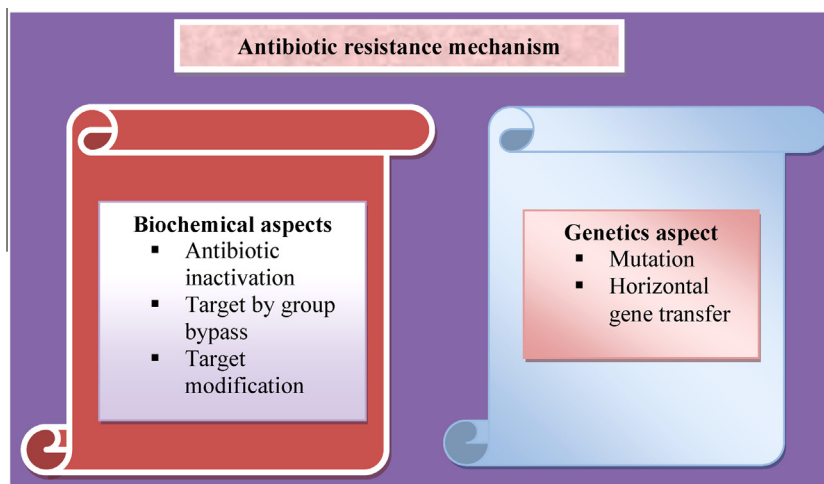 Antibiotic resistance mechanism
Biochemical aspects
▪ Antibiotic
inactivation
▪ Target by group
bypass
▪ Target
modification
Genetics aspect
▪ Mutation
▪ Horizontal
gene transfer